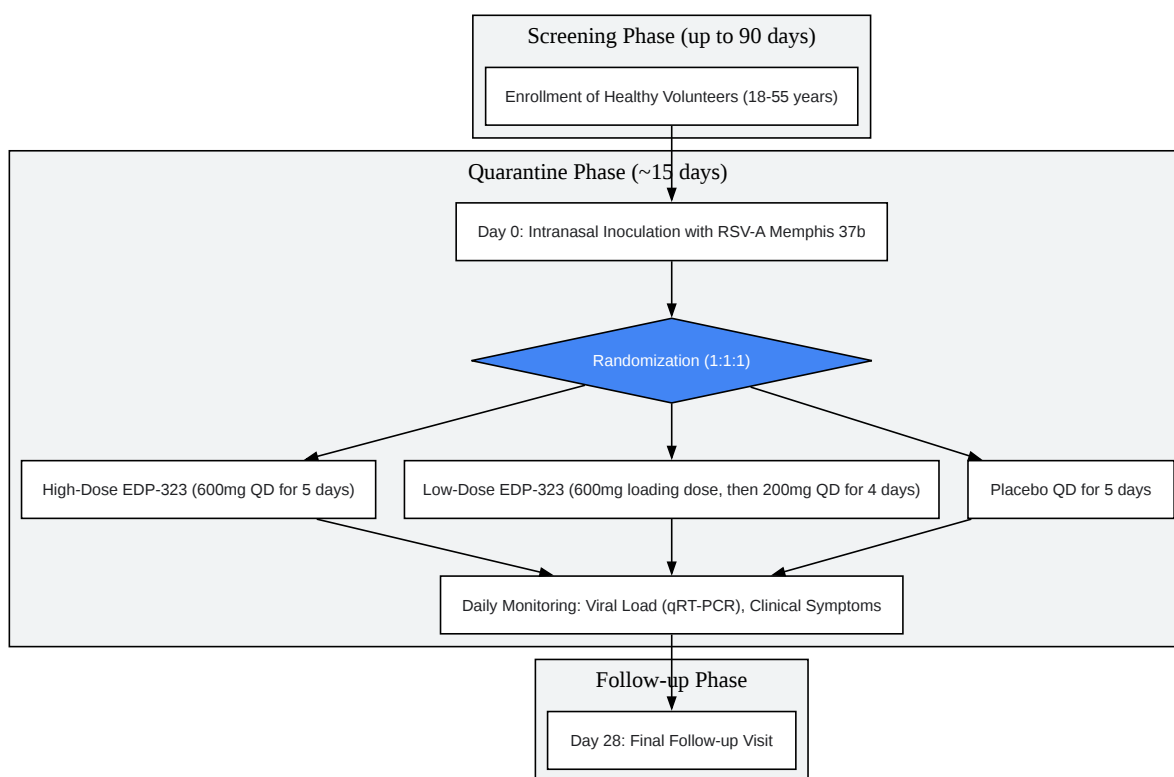 Screening Phase (up to 90 days)
Enrollment of Healthy Volunteers (18-55 years)
Quarantine Phase (~15 days)
Day 0: Intranasal Inoculation with RSV-A Memphis 37b
Randomization (1:1:1)
High-Dose EDP-323 (600mg QD for 5 days)
Low-Dose EDP-323 (600mg loading dose, then 200mg QD for 4 days)
Placebo QD for 5 days
Daily Monitoring: Viral Load (qRT-PCR), Clinical Symptoms
Follow-up Phase
Day 28: Final Follow-up Visit